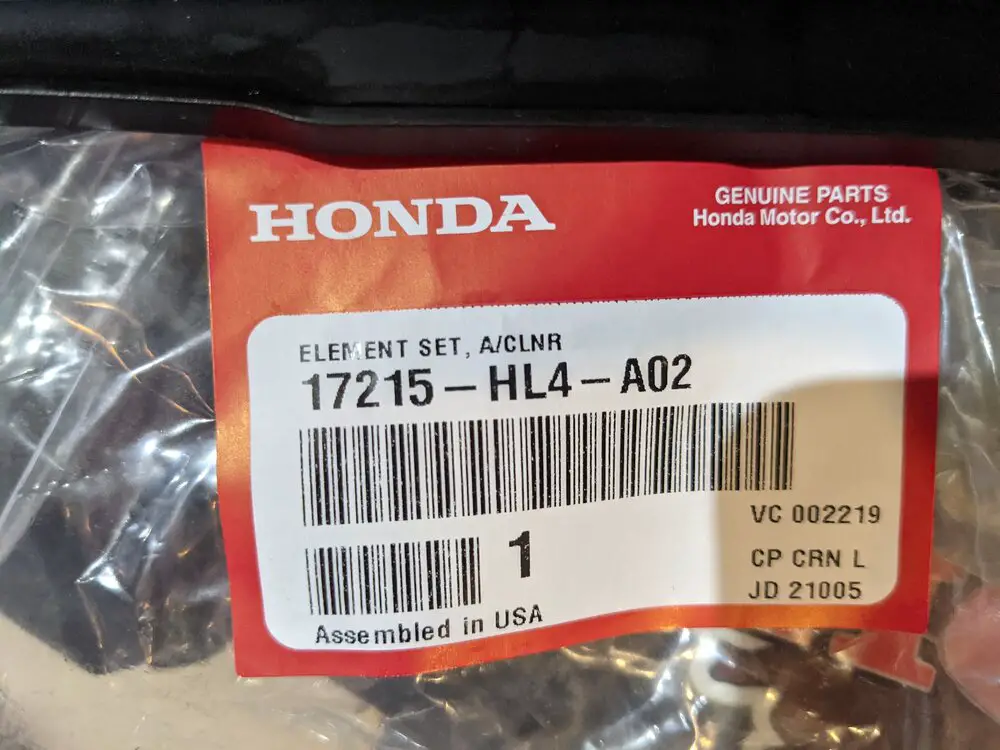 HONDA
GENUINE PARTS
Honda Motor Co., Ltd.
ELEMENT SET, A/CLNR
17215-HL4-A02
VC 002219
1
CP CRN L
JD 21005
Assembled in USA